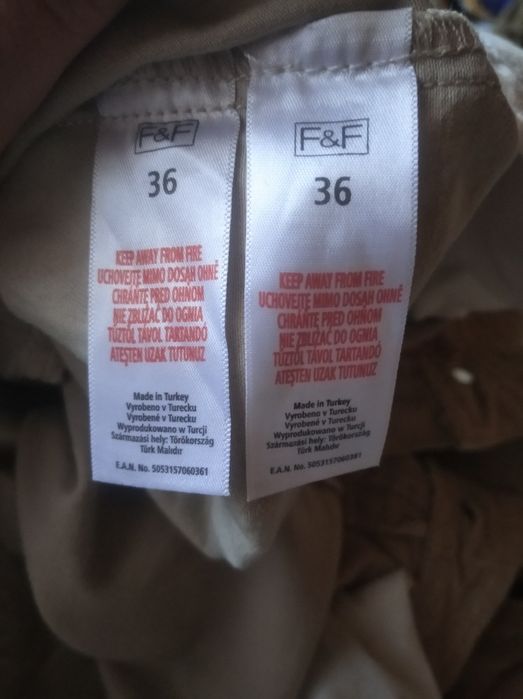 F&F
36
KEEP AWAY FROM FIRE
UCHOVEJTE MIMO DOSAH OHNĚ
CHRÁŇTE PRED OHŇOM
NIE ZBLIŻAĆ DO OGNIA
TŰZTŐL TÁVOL TARTANDÓ
ATEŞTEN UZAK TUTUNUZ
Made in Turkey
Vyrobeno v Turecku
Vyrobené v Turecku
Wyprodukowano w Turcji
Származási hely: Törökország
Türk Malıdır
E.A.N. No. 5053157060361
F&F
36
KEEP AWAY FROM FIRE
UCHOVEJTE MIMO DOSAH OHNĚ
CHRÁŇTE PRED OHŇOM
NIE ZBLIŻAĆ DO OGNIA
TŰZTŐL TÁVOL TARTANDÓ
ATEŞTEN UZAK TUTUNUZ
Made in Turkey
Vyrobeno v Turecku
Vyrobené v Turecku
Wyprodukowano w Turcji
Származási hely: Törökország
Türk Malıdır
E.A.N. No. 5053157060361